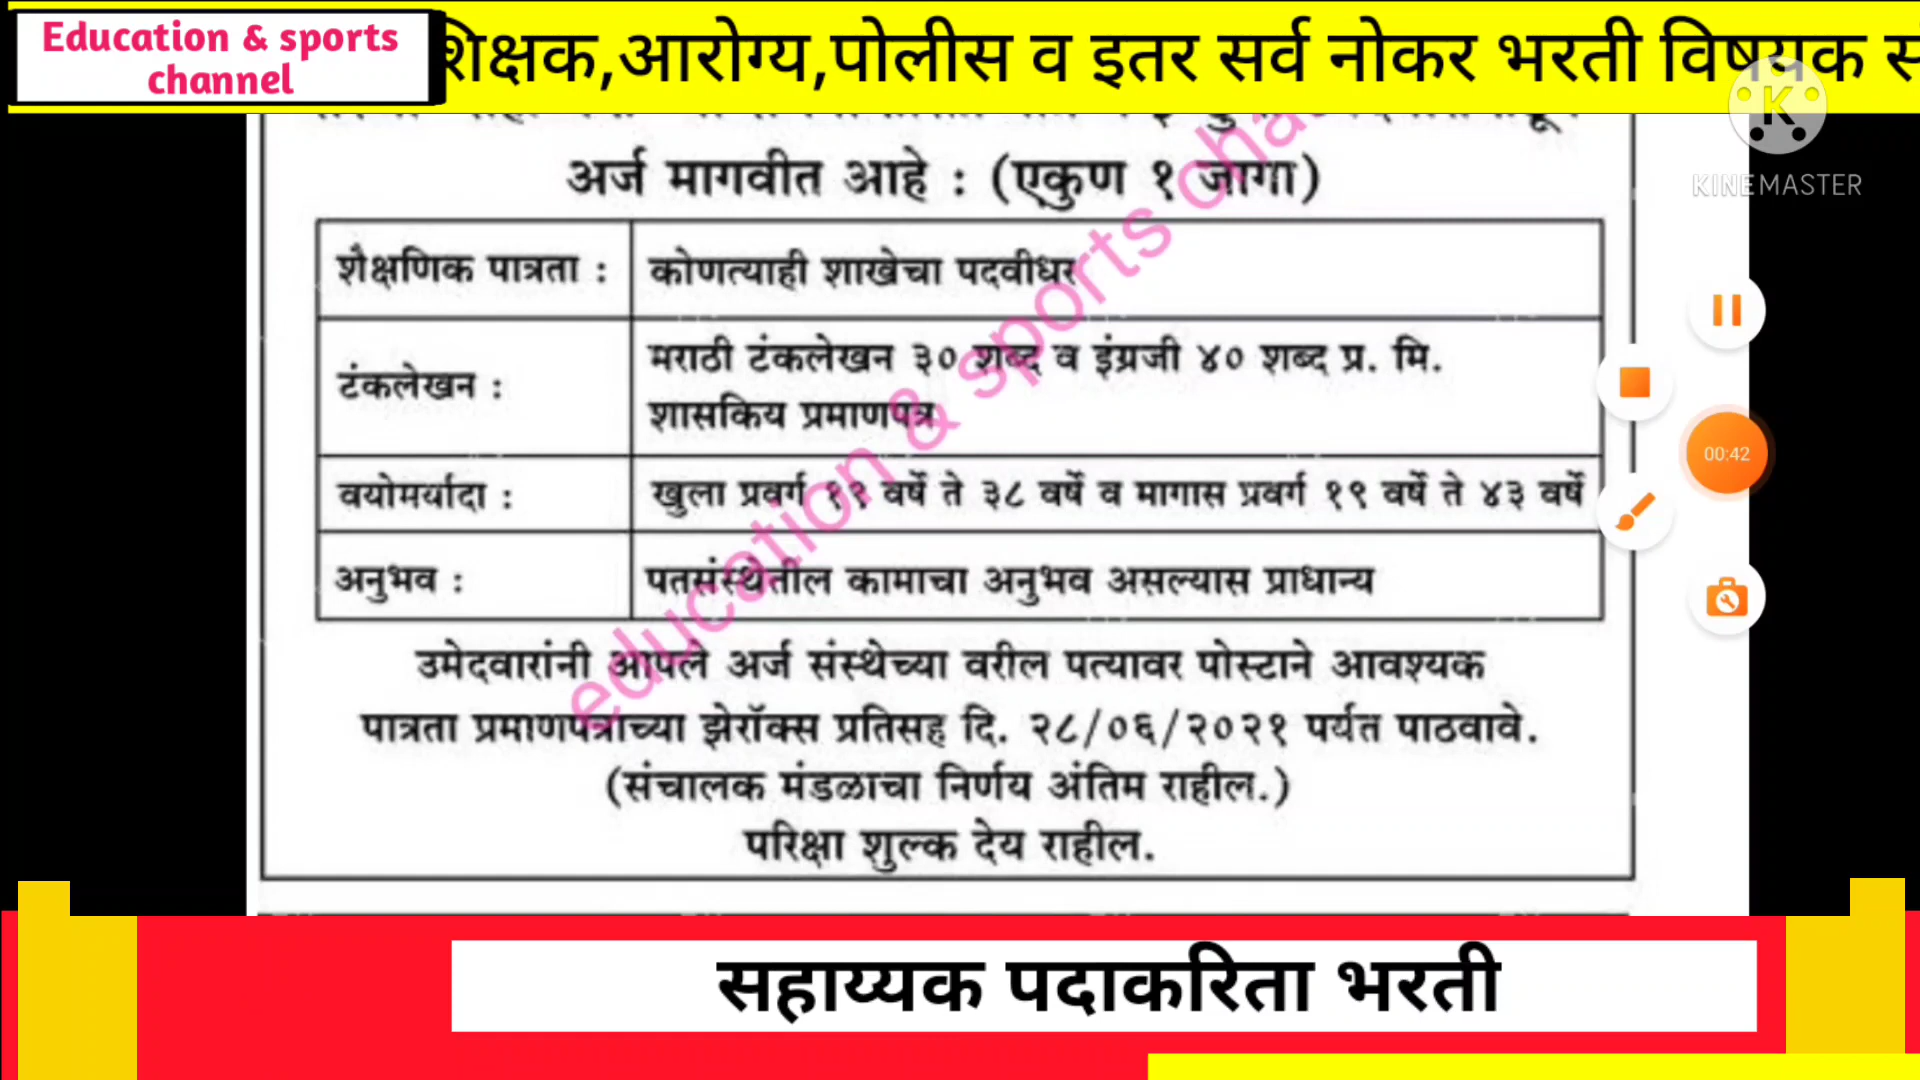 Education & sports
channel
शिक्षक,आरोग्य,पोलीस व इतर सर्व नोकर भरती विषयक
KINEMASTER
अर्ज मागवीत आहे : (एकुण १ जागा)
शैक्षणिक पात्रता : कोणत्याही शाखेचा पदवीधर
टंकलेखन : मराठी टंकलेखन ३० शब्द व इंग्रजी ४० शब्द प्र. मि.
शासकिय प्रमाणपत्र
वयोमर्यादा : खुला प्रवर्ग १९ वर्षे ते ३८ वर्षे व मागास प्रवर्ग १९ वर्षे ते ४३ वर्षे
अनुभव : पतसंस्थेतील कामाचा अनुभव असल्यास प्राधान्य
उमेदवारांनी आपले अर्ज संस्थेच्या वरील पत्यावर पोस्टाने आवश्यक
पात्रता प्रमाणपत्राच्या झेरॉक्स प्रतिसह दि. २८/०६/२०२१ पर्यंत पाठवावे.
(संचालक मंडळाचा निर्णय अंतिम राहील.)
परिक्षा शुल्क देय राहील.
education & sports
00:42
सहाय्यक पदाकरिता भरती